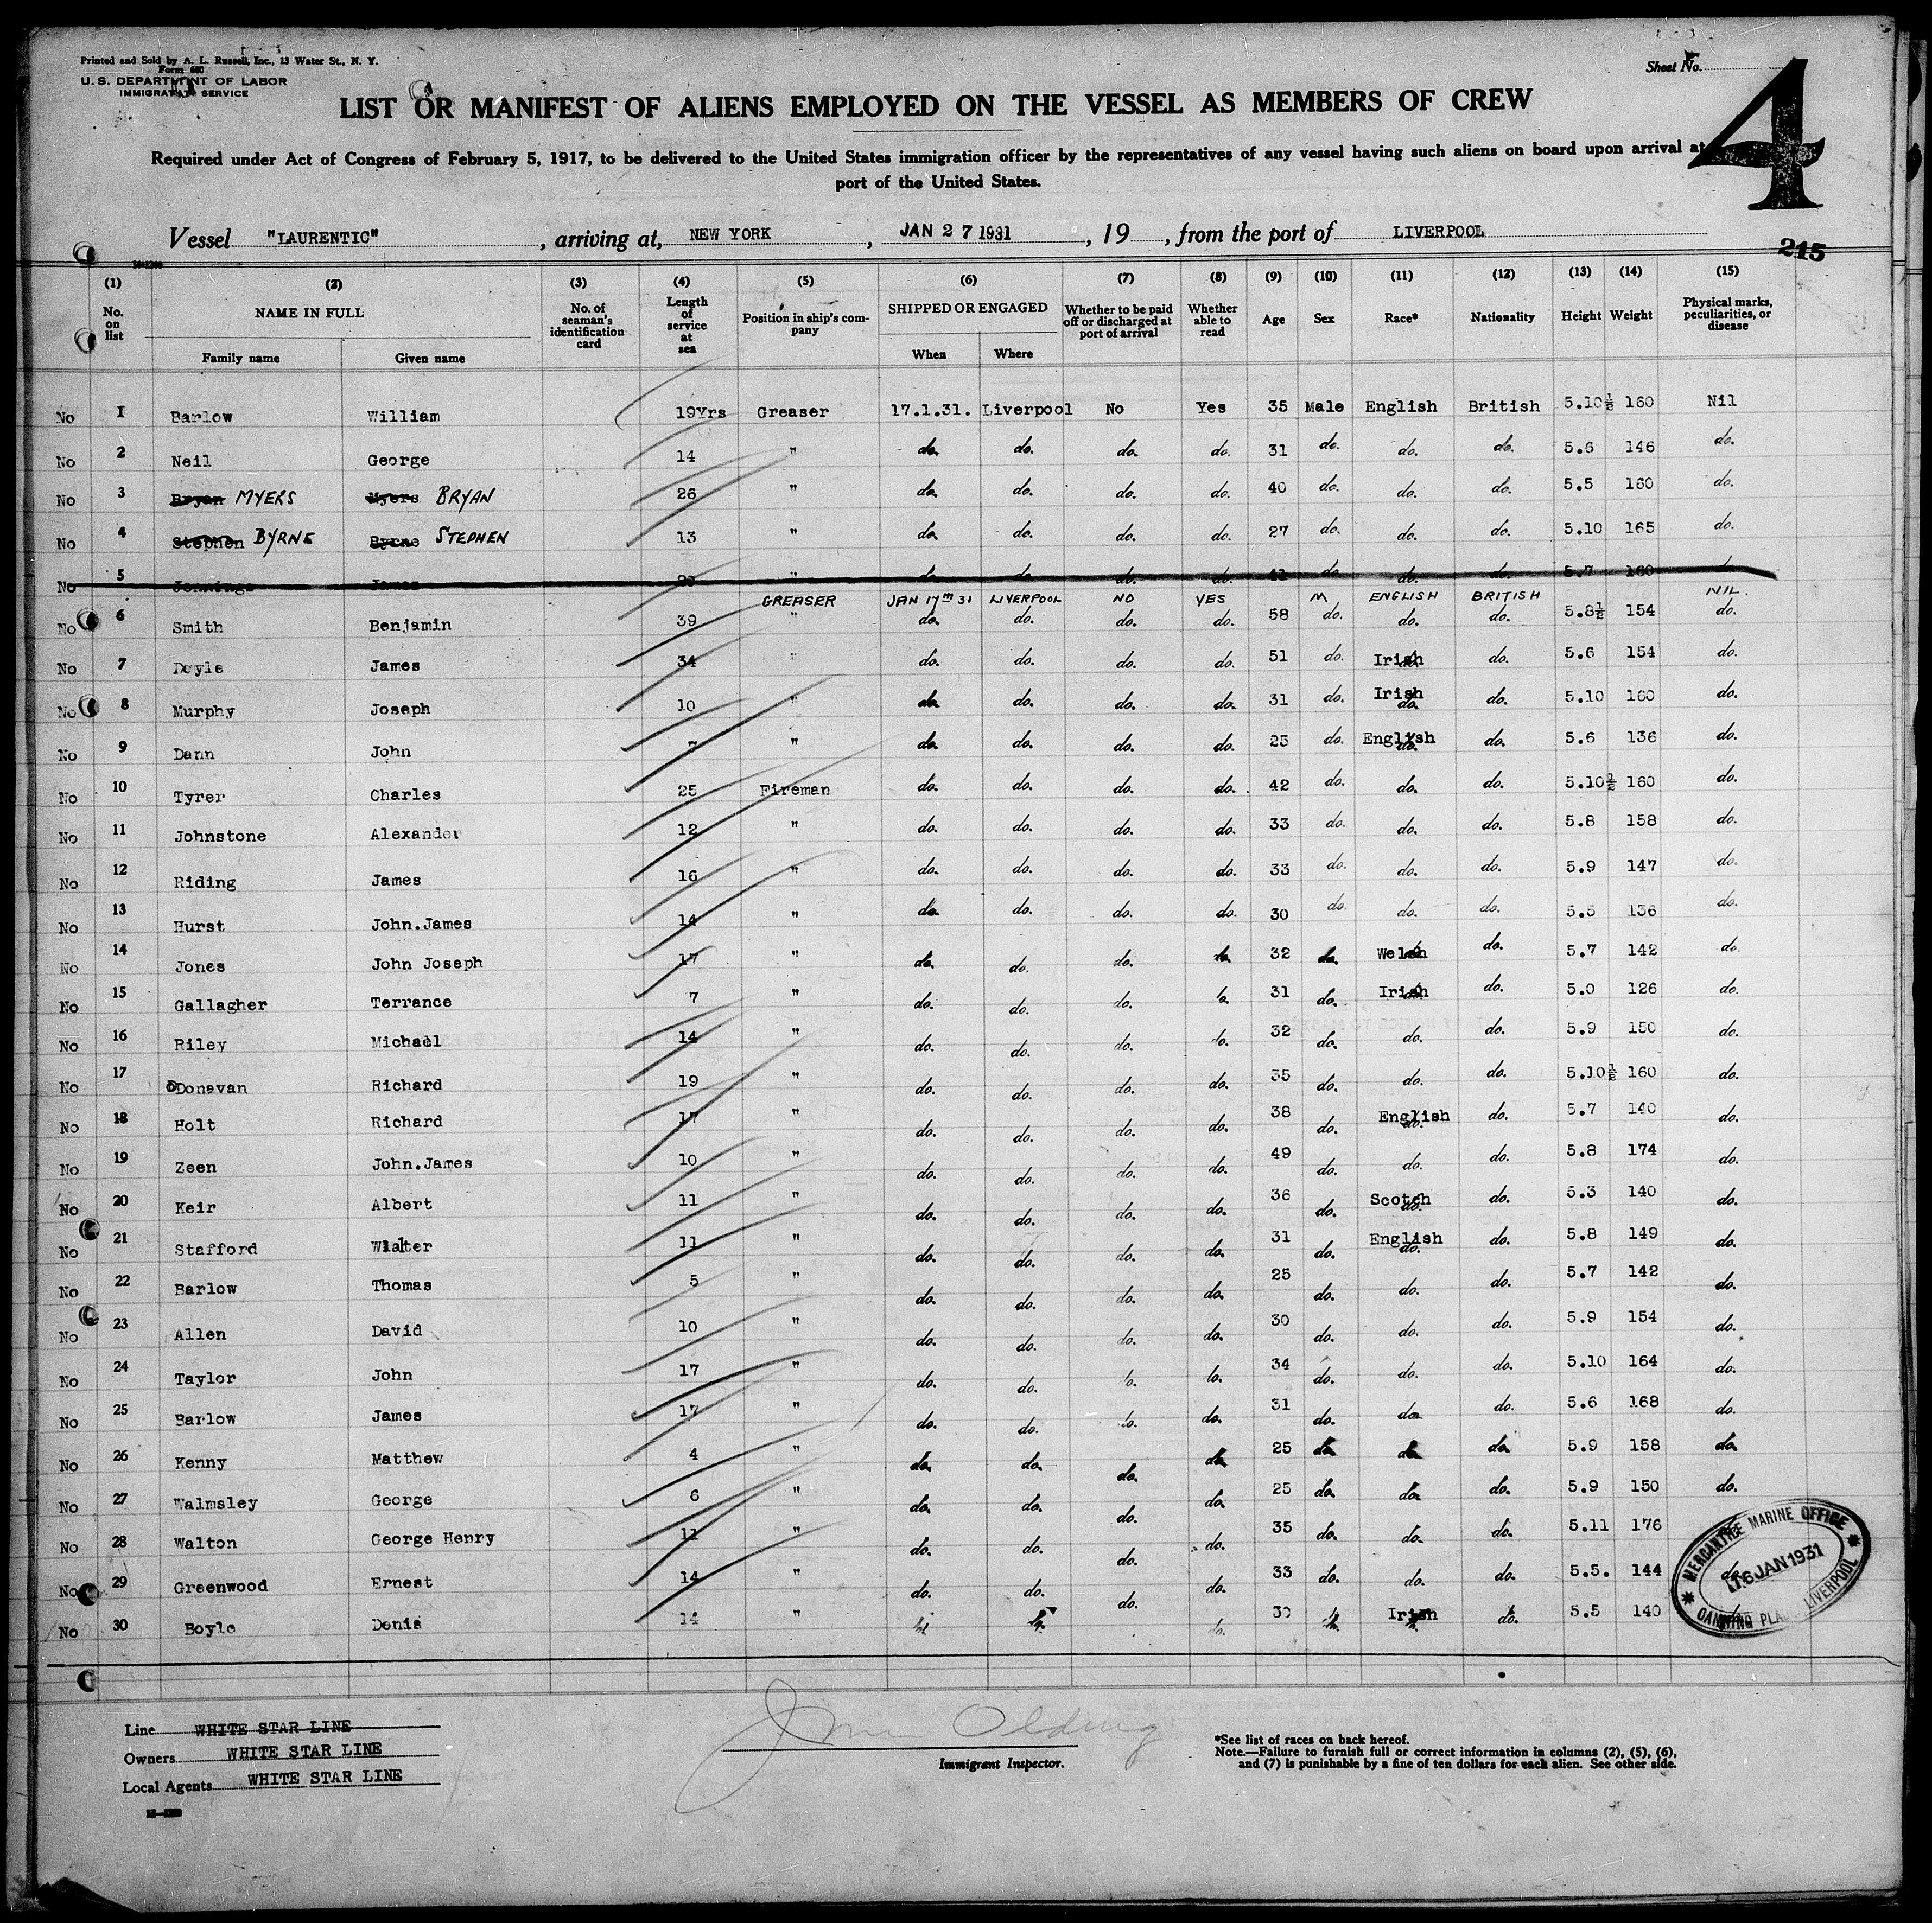 Printed and Sold by A. L. Russell, Inc., 13 Water St., N. Y.
Form 680
U. S. DEPARTMENT OF LABOR
IMMIGRATION SERVICE
Sheet No.
4
LIST OR MANIFEST OF ALIENS EMPLOYED ON THE VESSEL AS MEMBERS OF CREW
Required under Act of Congress of February 5, 1917, to be delivered to the United States immigration officer by the representatives of any vessel having such aliens on board upon arrival at
port of the United States.
Vessel "LAURENTIC", arriving at, NEW YORK, JAN 27 1931, 19 , from the port of LIVERPOOL
215
(1) (2) (3) (4) (5) (6) (7) (8) (9) (10) (11) (12) (13) (14) (15)
No. on list NAME IN FULL Family name Given name No. of seaman's identification card Length of service at sea Position in ship's company SHIPPED OR ENGAGED When Where Whether to be paid off or discharged at port of arrival Whether able to read Age Sex Race* Nationality Height Weight Physical marks, peculiarities, or disease
No 1 Barlow William 19Yrs Greaser 17.1.31. Liverpool No Yes 35 Male English British 5.10½ 160 Nil
No 2 Neil George 14 " do. do. do. do. 31 do. do. do. 5.6 146 do.
No 3 Bryan MYERS Myers BRYAN 26 " do. do. do. do. 40 do. do. do. 5.5 160 do.
No 4 Stephen BYRNE Byrne STEPHEN 13 " do. do. do. do. 27 do. do. do. 5.10 165 do.
No 5 Jennings James " do. do. do. do. 41 do. do. do. 5.7 160 do.
GREASER JAN 17TH 31 LIVERPOOL NO YES M ENGLISH BRITISH NIL.
No 6 Smith Benjamin 39 " do. do. do. do. 58 do. do. do. 5.8½ 154 do.
No 7 Doyle James 34 " do. do. do. do. 51 do. Irish do. 5.6 154 do.
No 8 Murphy Joseph 10 " do. do. do. do. 31 do. Irish do. 5.10 160 do.
No 9 Dann John 7 " do. do. do. do. 25 do. English do. 5.6 136 do.
No 10 Tyrer Charles 25 Fireman do. do. do. do. 42 do. do. do. 5.10½ 160 do.
No 11 Johnstone Alexander 12 " do. do. do. do. 33 do. do. do. 5.8 158 do.
No 12 Riding James 16 " do. do. do. do. 33 do. do. do. 5.9 147 do.
No 13 Hurst John.James 14 " do. do. do. do. 30 do. do. do. 5.5 136 do.
No 14 Jones John Joseph 17 " do. do. do. do. 32 do. Welsh do. 5.7 142 do.
No 15 Gallagher Terrance 7 " do. do. do. do. 31 do. Irish do. 5.0 126 do.
No 16 Riley Michael 14 " do. do. do. do. 32 do. do. do. 5.9 150 do.
No 17 ODonovan Richard 19 " do. do. do. do. 35 do. do. do. 5.10½ 160 do.
No 18 Holt Richard 17 " do. do. do. do. 38 do. English do. 5.7 140 do.
No 19 Zeen John.James 10 " do. do. do. do. 49 do. do. do. 5.8 174 do.
No 20 Keir Albert 11 " do. do. do. do. 36 do. Scotch do. 5.3 140 do.
No 21 Stafford Walter 11 " do. do. do. do. 31 do. English do. 5.8 149 do.
No 22 Barlow Thomas 5 " do. do. do. do. 25 do. do. do. 5.7 142 do.
No 23 Allen David 10 " do. do. do. do. 30 do. do. do. 5.9 154 do.
No 24 Taylor John 17 " do. do. do. do. 34 do. do. do. 5.10 164 do.
No 25 Barlow James 17 " do. do. do. do. 31 do. do. do. 5.6 168 do.
No 26 Kenny Matthew 4 " do. do. do. do. 25 do. do. do. 5.9 158 do.
No 27 Walmsley George 6 " do. do. do. do. 25 do. do. do. 5.9 150 do.
No 28 Walton George Henry 11 " do. do. do. do. 35 do. do. do. 5.11 176
No 29 Greenwood Ernest 14 " do. do. do. do. 33 do. do. do. 5.5. 144 do.
No 30 Boyle Denis 14 " do. 30 Irish do. 5.5 140
MERCANTILE MARINE OFFICE
16 JAN 1931
CANNING PLACE LIVERPOOL
Line WHITE STAR LINE
Owners WHITE STAR LINE
Local Agents WHITE STAR LINE
Olding
Immigrant Inspector.
*See list of races on back hereof.
Note.—Failure to furnish full or correct information in columns (2), (5), (6),
and (7) is punishable by a fine of ten dollars for each alien. See other side.